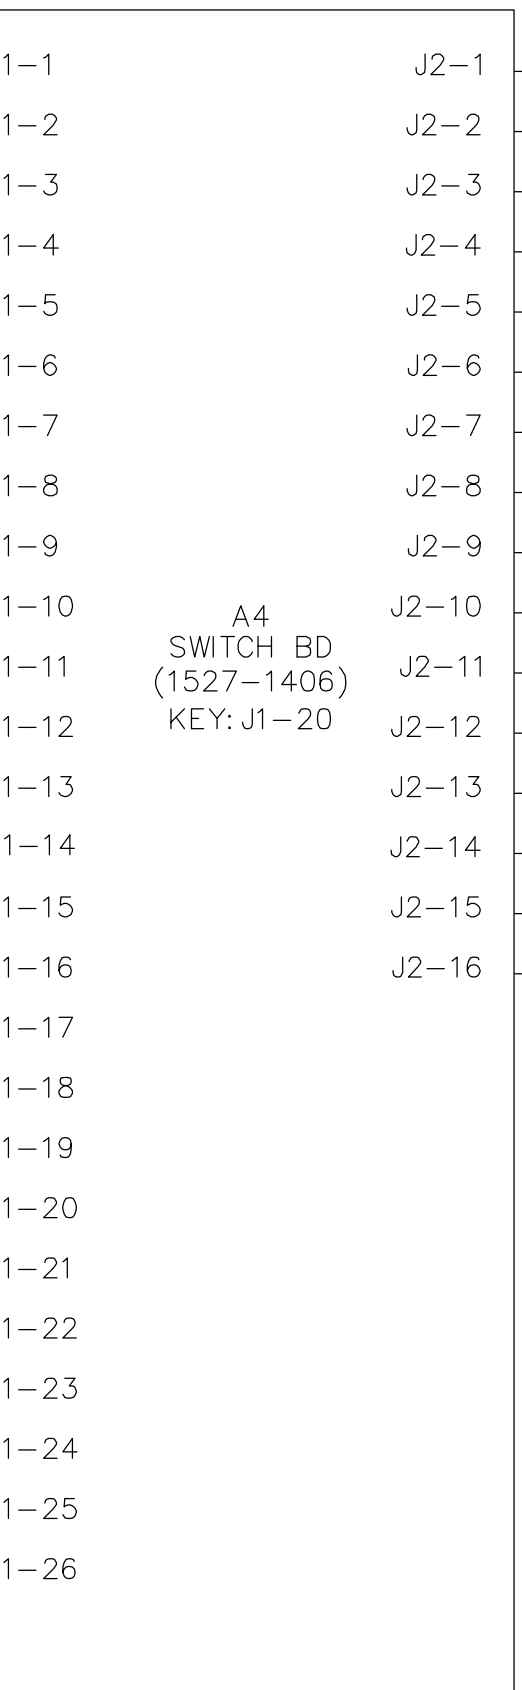 1-1 J2-1
1-2 J2-2
1-3 J2-3
1-4 J2-4
1-5 J2-5
1-6 J2-6
1-7 J2-7
1-8 J2-8
1-9 J2-9
1-10 J2-10
A4
SWITCH BD
1-11 J2-11
(1527-1406)
KEY: J1-20
1-12 J2-12
1-13 J2-13
1-14 J2-14
1-15 J2-15
1-16 J2-16
1-17
1-18
1-19
1-20
1-21
1-22
1-23
1-24
1-25
1-26